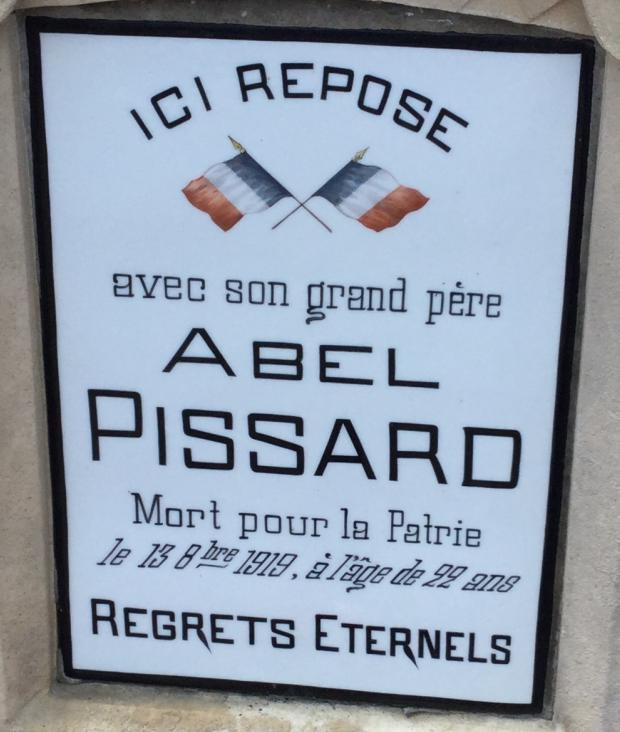 ICI REPOSE
avec son grand père
ABEL
PISSARD
Mort pour la Patrie
le 13 8bre 1919, à l'âge de 22 ans
REGRETS ETERNELS